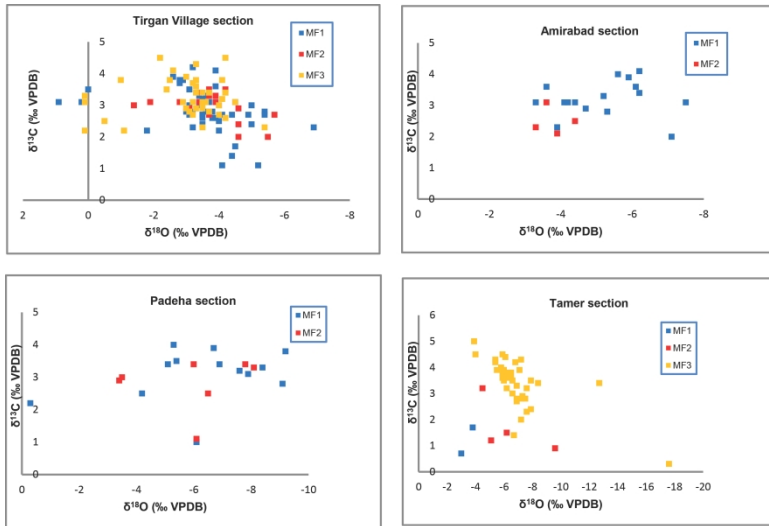 Tirgan Village section
MF1
MF2
MF3
5
4
3
2
1
0
δ13C (‰ VPDB)
2 0 -2 -4 -6 -8
δ18O (‰ VPDB)
Amirabad section
MF1
MF2
5
4
3
2
1
0
δ13C (‰ VPDB)
0 -2 -4 -6 -8
δ18O (‰ VPDB)
Padeha section
MF1
MF2
5
4
3
2
1
0
δ13C (‰ VPDB)
0 -2 -4 -6 -8 -10
δ18O (‰ VPDB)
Tamer section
MF1
MF2
MF3
6
5
4
3
2
1
0
δ13C (‰ VPDB)
0 -2 -4 -6 -8 -10 -12 -14 -16 -18 -20
δ18O (‰ VPDB)